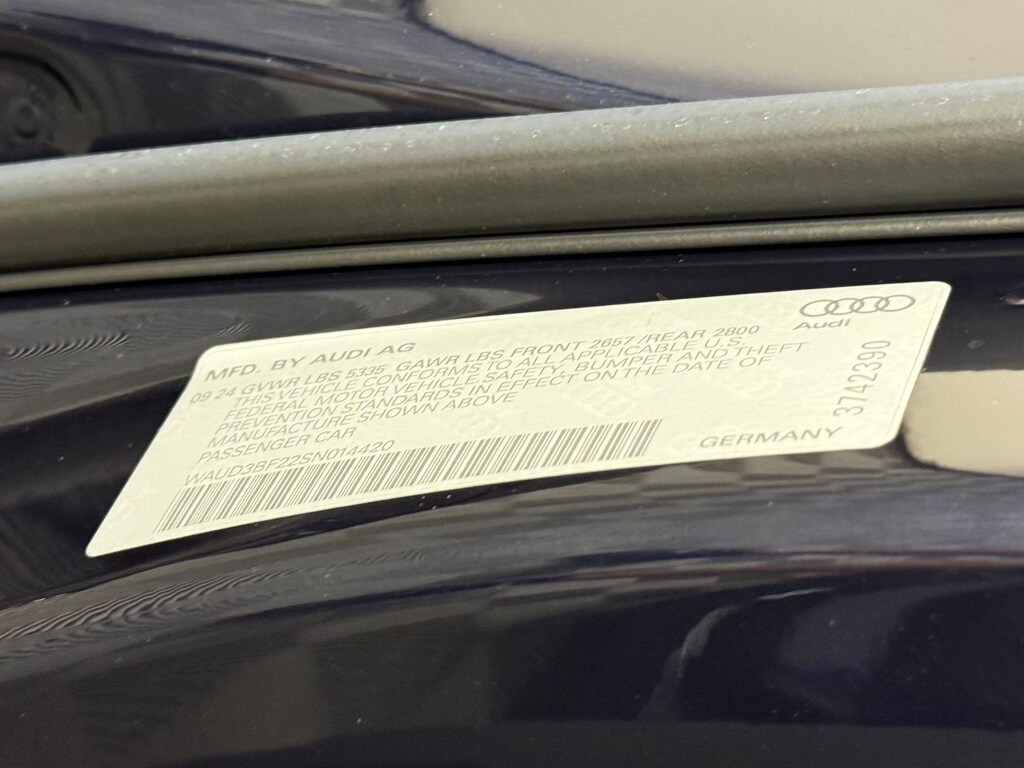 Audi
MFD. BY AUDI AG
09 24 GVWR LBS 5335 GAWR LBS FRONT 2657 /REAR 2800
THIS VEHICLE CONFORMS TO ALL APPLICABLE U.S.
FEDERAL MOTOR VEHICLE SAFETY, BUMPER AND THEFT
PREVENTION STANDARDS IN EFFECT ON THE DATE OF
MANUFACTURE SHOWN ABOVE
PASSENGER CAR
WAUD3BF22SN014420
GERMANY
3742390